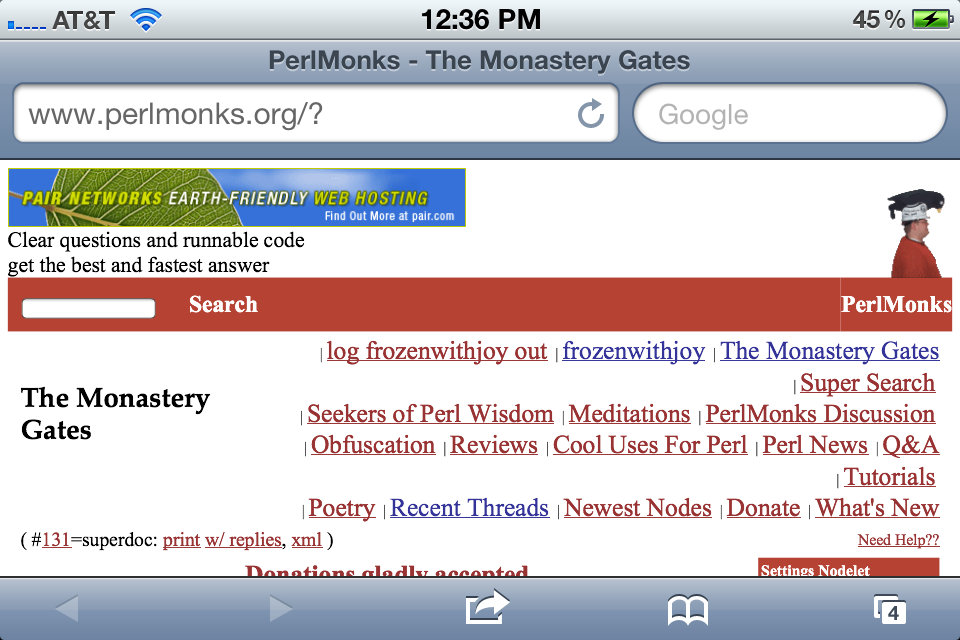 AT&T 12:36 PM 45 %
PerlMonks - The Monastery Gates
www.perlmonks.org/? Google
PAIR NETWORKS EARTH-FRIENDLY WEB HOSTING
Find Out More at pair.com
Clear questions and runnable code
get the best and fastest answer
Search PerlMonks
| log frozenwithjoy out | frozenwithjoy | The Monastery Gates
| Super Search
The Monastery
Gates
| Seekers of Perl Wisdom | Meditations | PerlMonks Discussion
| Obfuscation | Reviews | Cool Uses For Perl | Perl News | Q&A
| Tutorials
| Poetry | Recent Threads | Newest Nodes | Donate | What's New
( #131=superdoc: print w/ replies, xml ) Need Help??
Donations gladly accepted Settings Nodelet
4